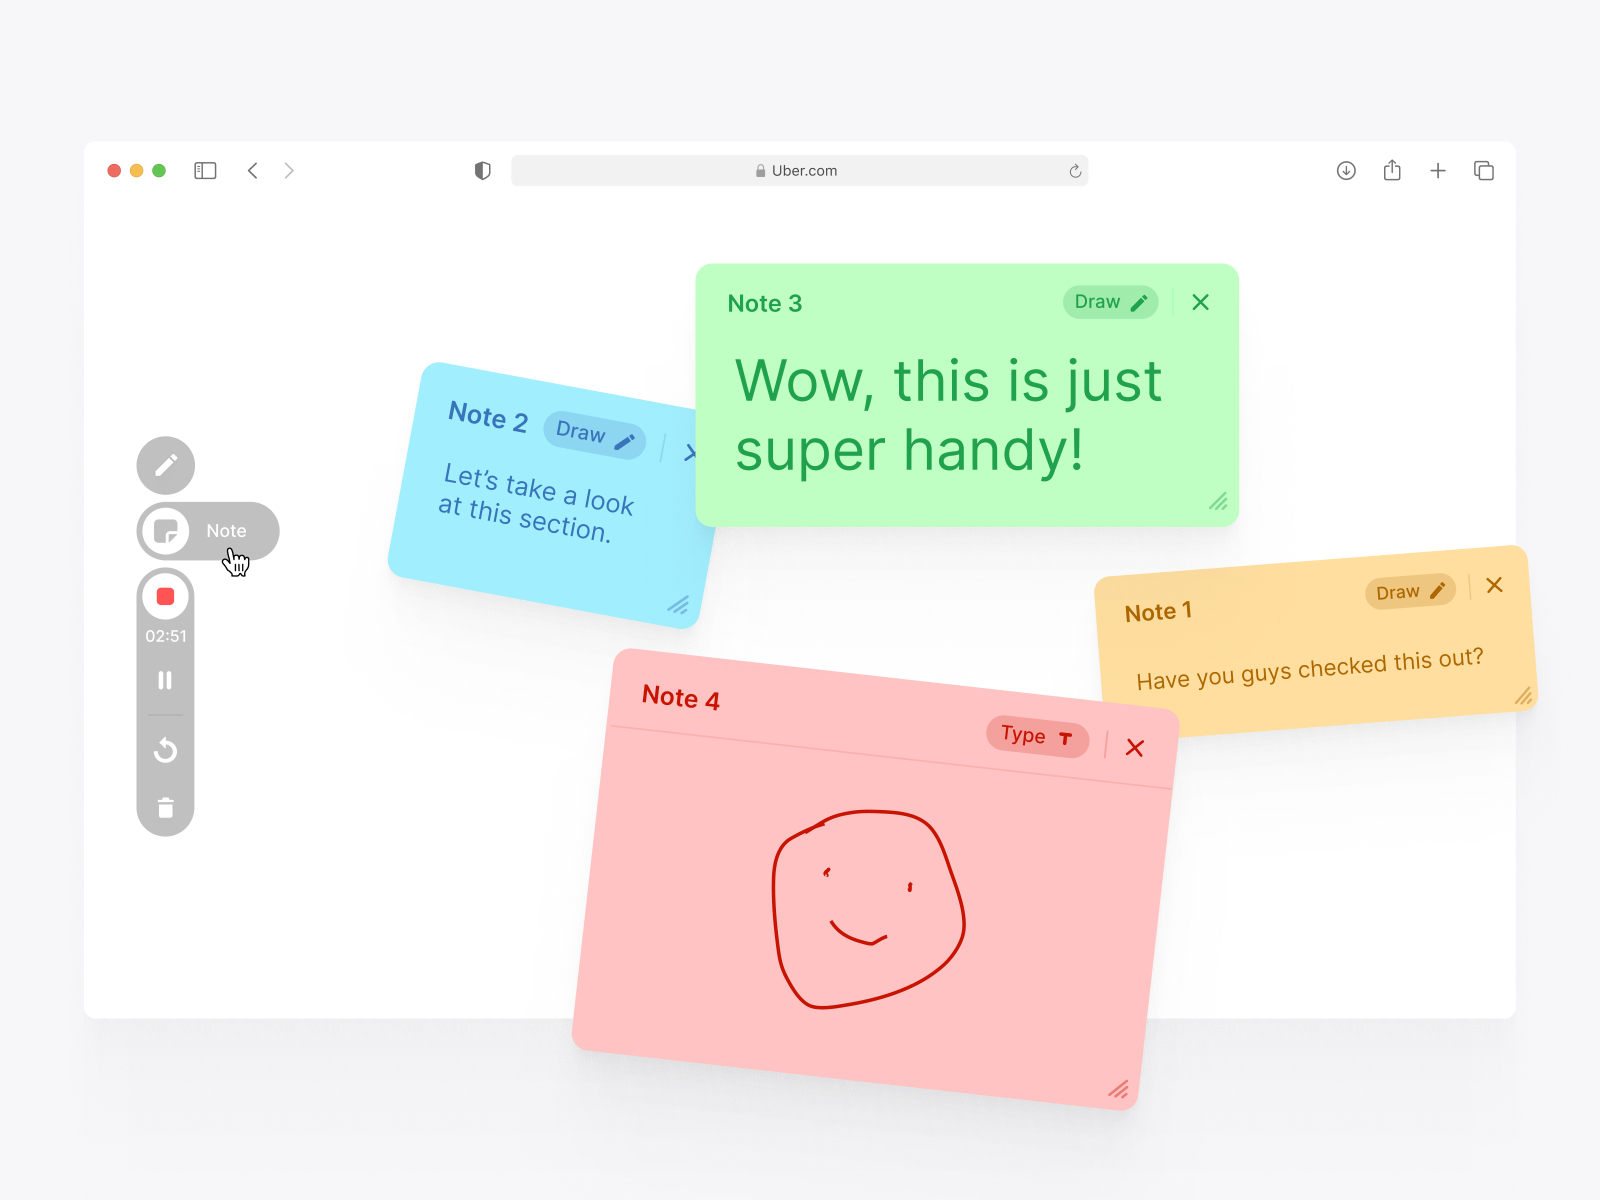 Uber.com
Note 3
Draw
Wow, this is just
super handy!
Note 2
Draw
Let’s take a look
at this section.
Note
02:51
Note 1
Draw
Have you guys checked this out?
Note 4
Type T